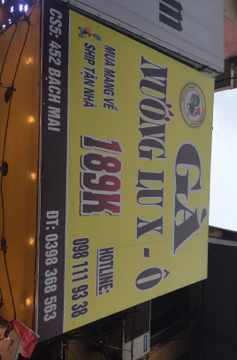 GÀ
NƯỚNG LU X - Ô
MUA MANG VỀ
SHIP TẬN NHÀ
189K
HOTLINE:
098 111 93 38
CS5: 452 BẠCH MAI
ĐT: 0398 368 563